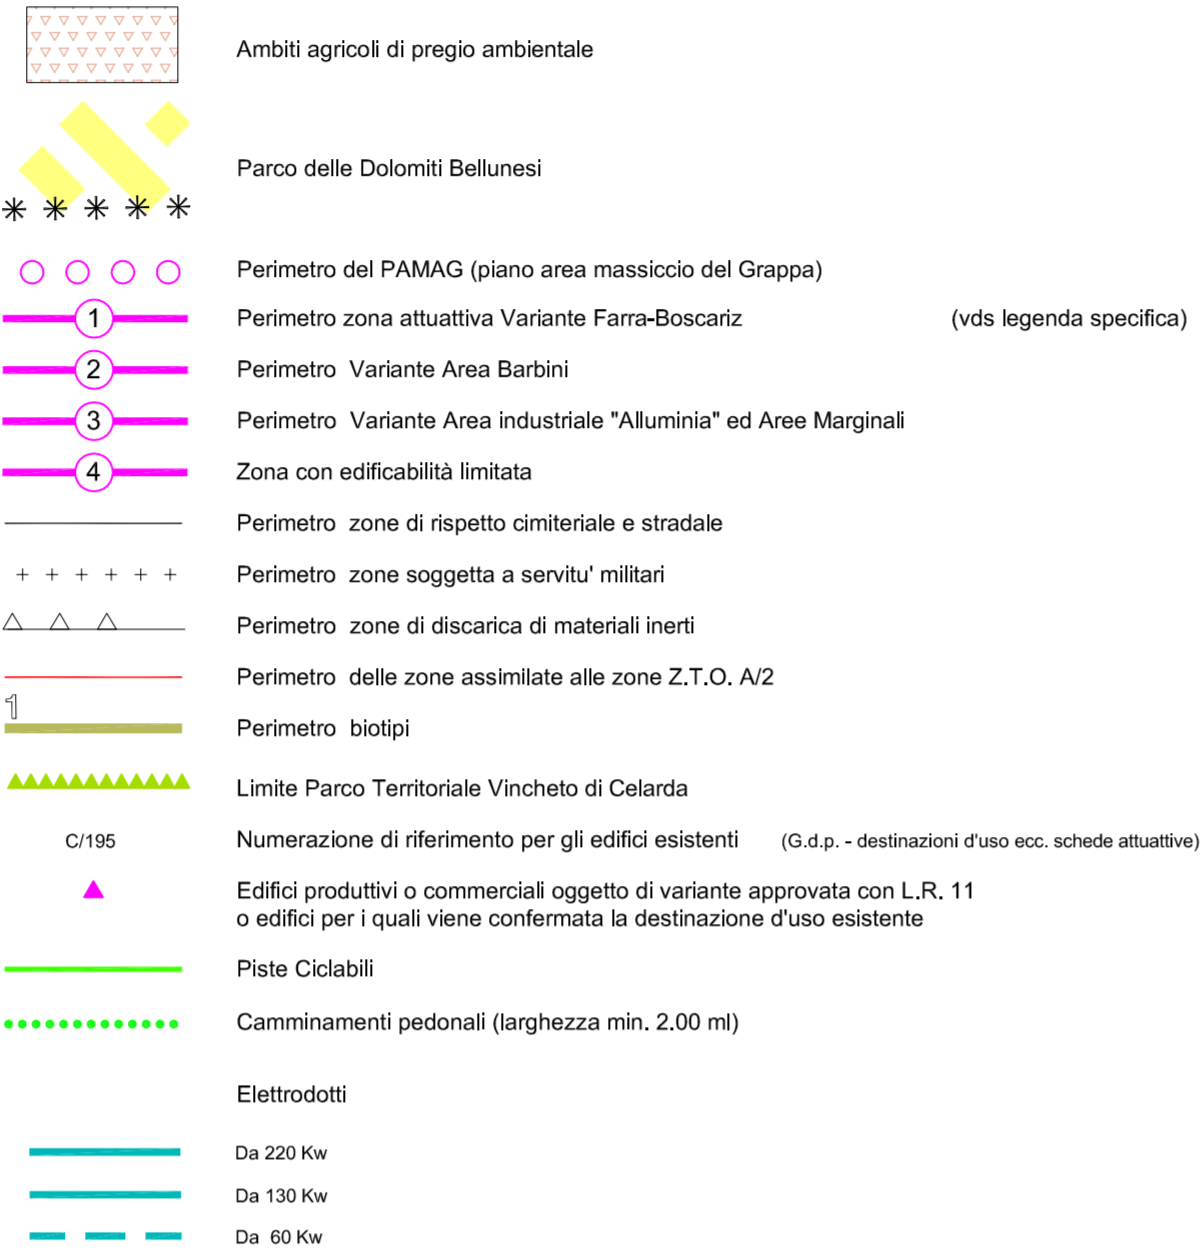 Ambiti agricoli di pregio ambientale
Parco delle Dolomiti Bellunesi
Perimetro del PAMAG (piano area massiccio del Grappa)
1 Perimetro zona attuattiva Variante Farra-Boscariz (vds legenda specifica)
2 Perimetro Variante Area Barbini
3 Perimetro Variante Area industriale "Alluminia" ed Aree Marginali
4 Zona con edificabilità limitata
Perimetro zone di rispetto cimiteriale e stradale
Perimetro zone soggetta a servitu' militari
Perimetro zone di discarica di materiali inerti
Perimetro delle zone assimilate alle zone Z.T.O. A/2
1
Perimetro biotipi
Limite Parco Territoriale Vincheto di Celarda
C/195 Numerazione di riferimento per gli edifici esistenti (G.d.p. - destinazioni d'uso ecc. schede attuattive)
Edifici produttivi o commerciali oggetto di variante approvata con L.R. 11
o edifici per i quali viene confermata la destinazione d'uso esistente
Piste Ciclabili
Camminamenti pedonali (larghezza min. 2.00 ml)
Elettrodotti
Da 220 Kw
Da 130 Kw
Da 60 Kw